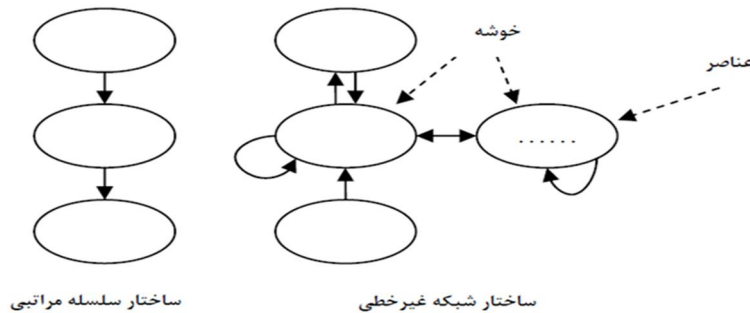 خوشه
عناصر
......
ساختار شبکه غیرخطی
ساختار سلسله مراتبی